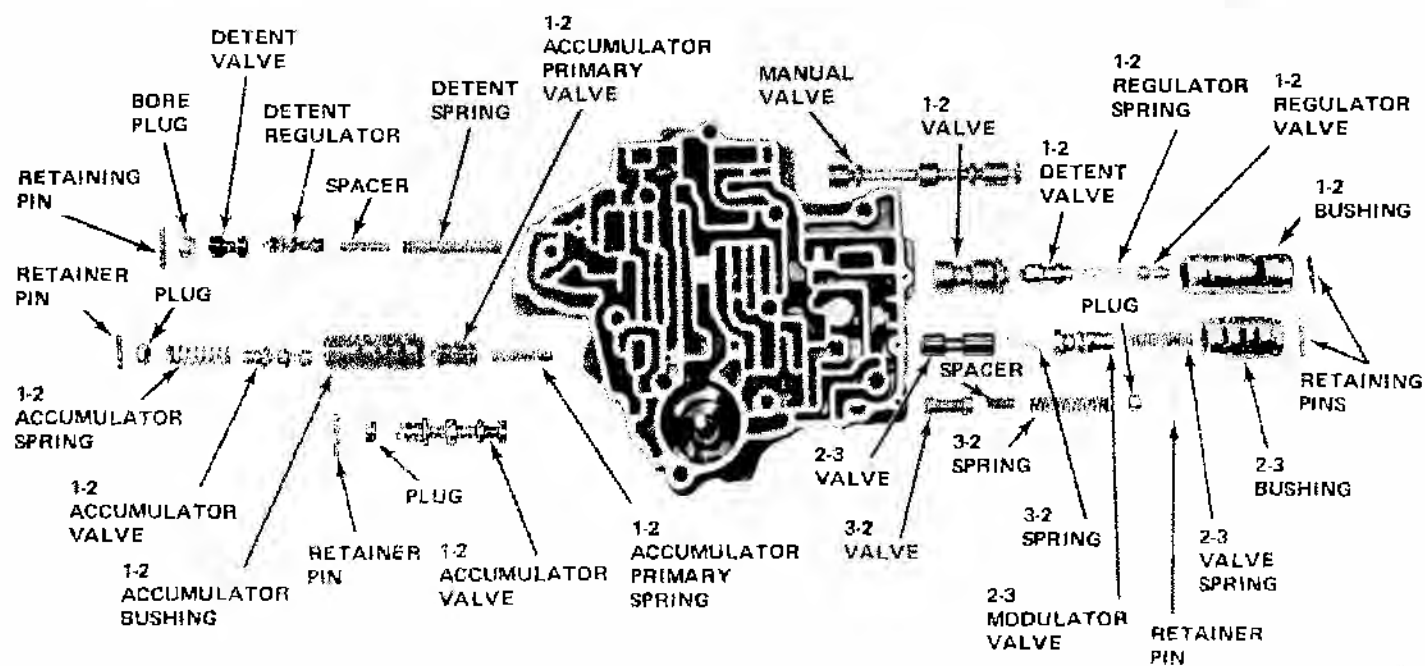 DETENT
VALVE
1-2
ACCUMULATOR
PRIMARY
VALVE
BORE
PLUG
DETENT
REGULATOR
DETENT
SPRING
MANUAL
VALVE
1-2
VALVE
1-2
REGULATOR
SPRING
1-2
REGULATOR
VALVE
1-2
DETENT
VALVE
1-2
BUSHING
RETAINING
PIN
SPACER
RETAINER
PIN
PLUG
PLUG
SPACER
RETAINING
PINS
1-2
ACCUMULATOR
SPRING
1-2
ACCUMULATOR
VALVE
1-2
ACCUMULATOR
BUSHING
RETAINER
PIN
PLUG
1-2
ACCUMULATOR
VALVE
1-2
ACCUMULATOR
PRIMARY
SPRING
2-3
VALVE
3-2
VALVE
3-2
SPRING
3-2
SPRING
2-3
MODULATOR
VALVE
RETAINER
PIN
2-3
VALVE
SPRING
2-3
BUSHING